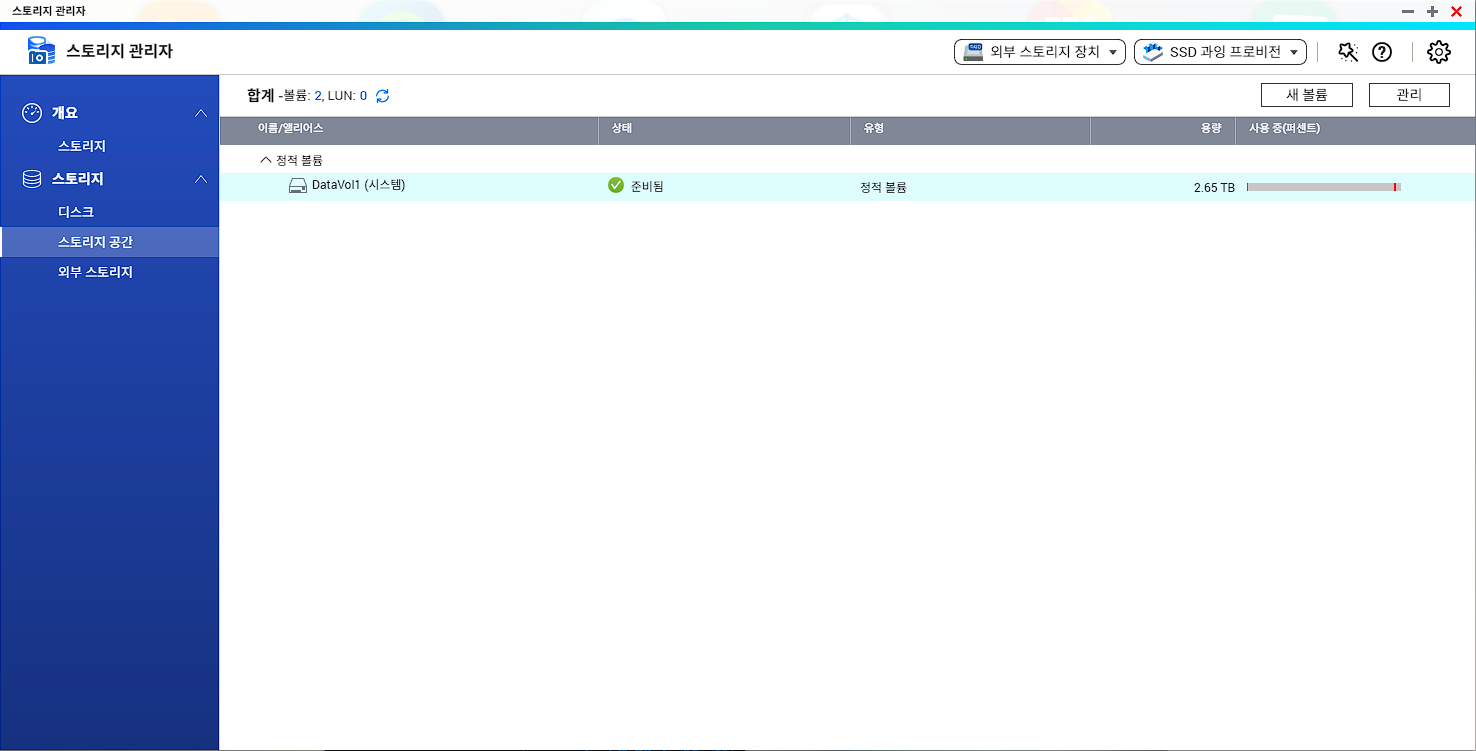 스토리지 관리자
스토리지 관리자
외부 스토리지 장치
SSD 과잉 프로비전
개요
스토리지
스토리지
디스크
스토리지 공간
외부 스토리지
합계 -볼륨: 2, LUN: 0
새 볼륨
관리
이름/앨리어스 상태 유형 용량 사용 중(퍼센트)
정적 볼륨
DataVol1 (시스템) 준비됨 정적 볼륨 2.65 TB